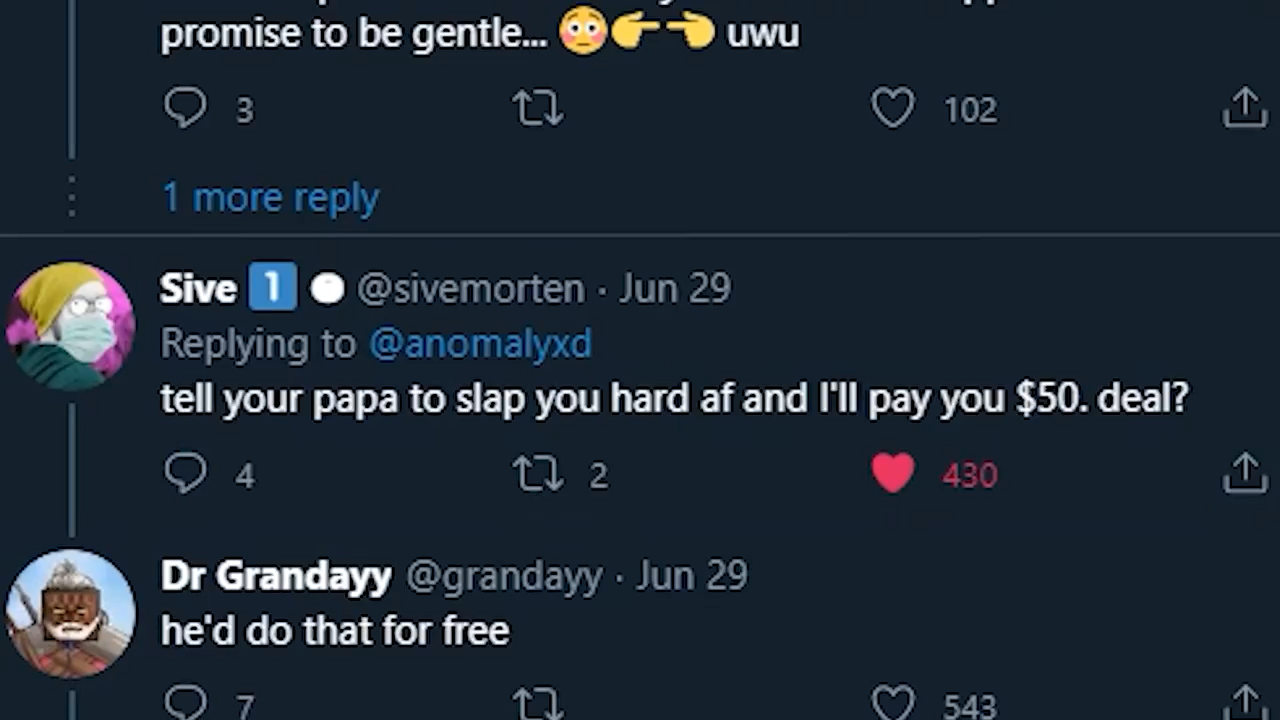 promise to be gentle... 😳👉👈 uwu
3 102
1 more reply
Sive 1️⃣ ⚪ @sivemorten · Jun 29
Replying to @anomalyxd
tell your papa to slap you hard af and I'll pay you $50. deal?
4 2 430
Dr Grandayy @grandayy · Jun 29
he'd do that for free
7 543